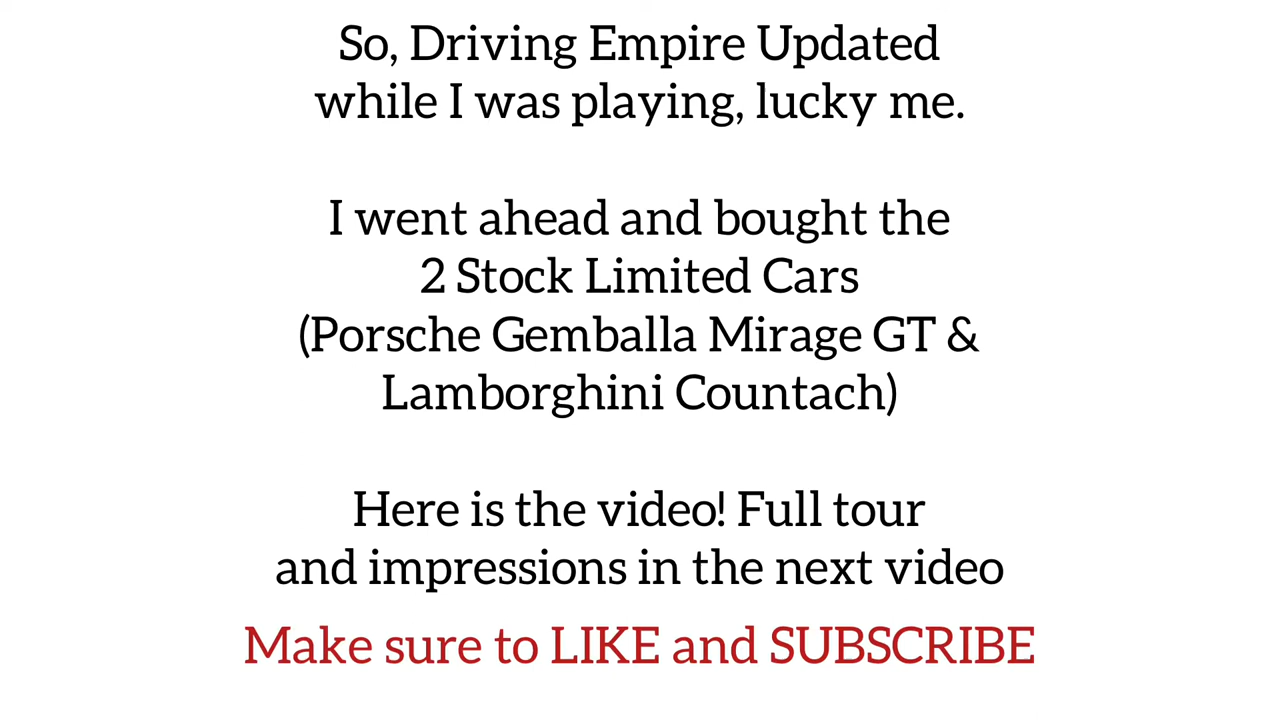 So, Driving Empire Updated
while I was playing, lucky me.
I went ahead and bought the
2 Stock Limited Cars
(Porsche Gemballa Mirage GT &
Lamborghini Countach)
Here is the video! Full tour
and impressions in the next video
Make sure to LIKE and SUBSCRIBE